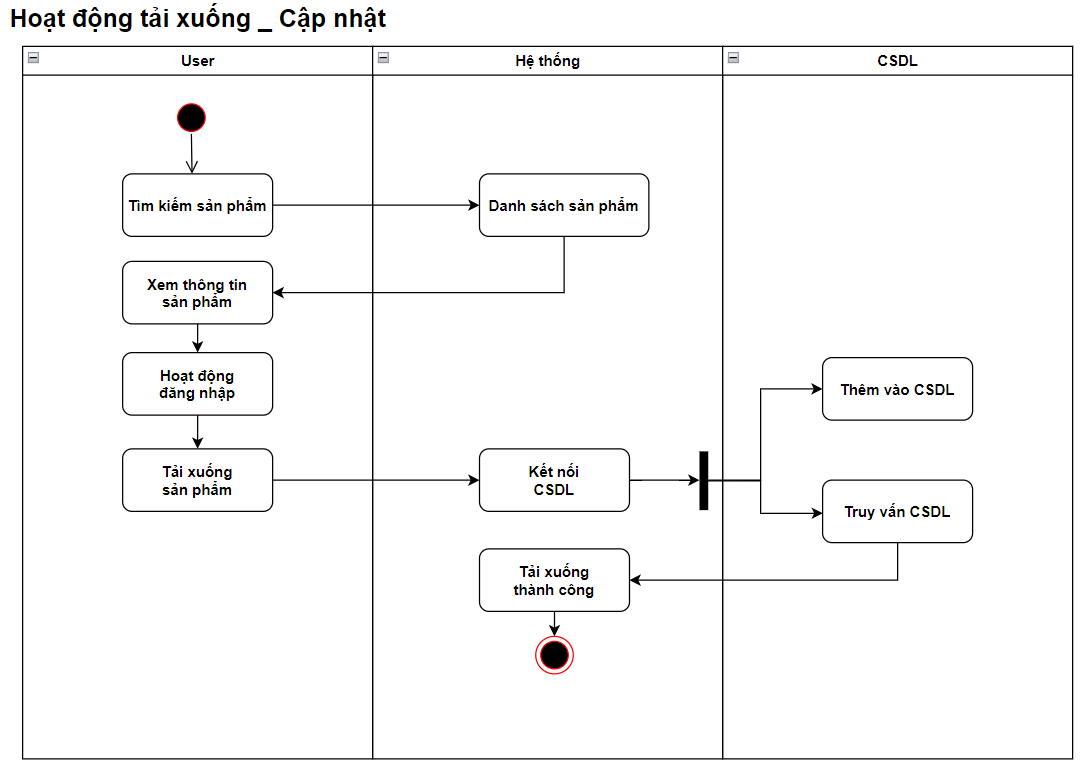 Hoạt động tải xuống _ Cập nhật
User
Hệ thống
CSDL
Tìm kiếm sản phẩm
Danh sách sản phẩm
Xem thông tin
sản phẩm
Hoạt động
đăng nhập
Thêm vào CSDL
Tải xuống
sản phẩm
Kết nối
CSDL
Truy vấn CSDL
Tải xuống
thành công